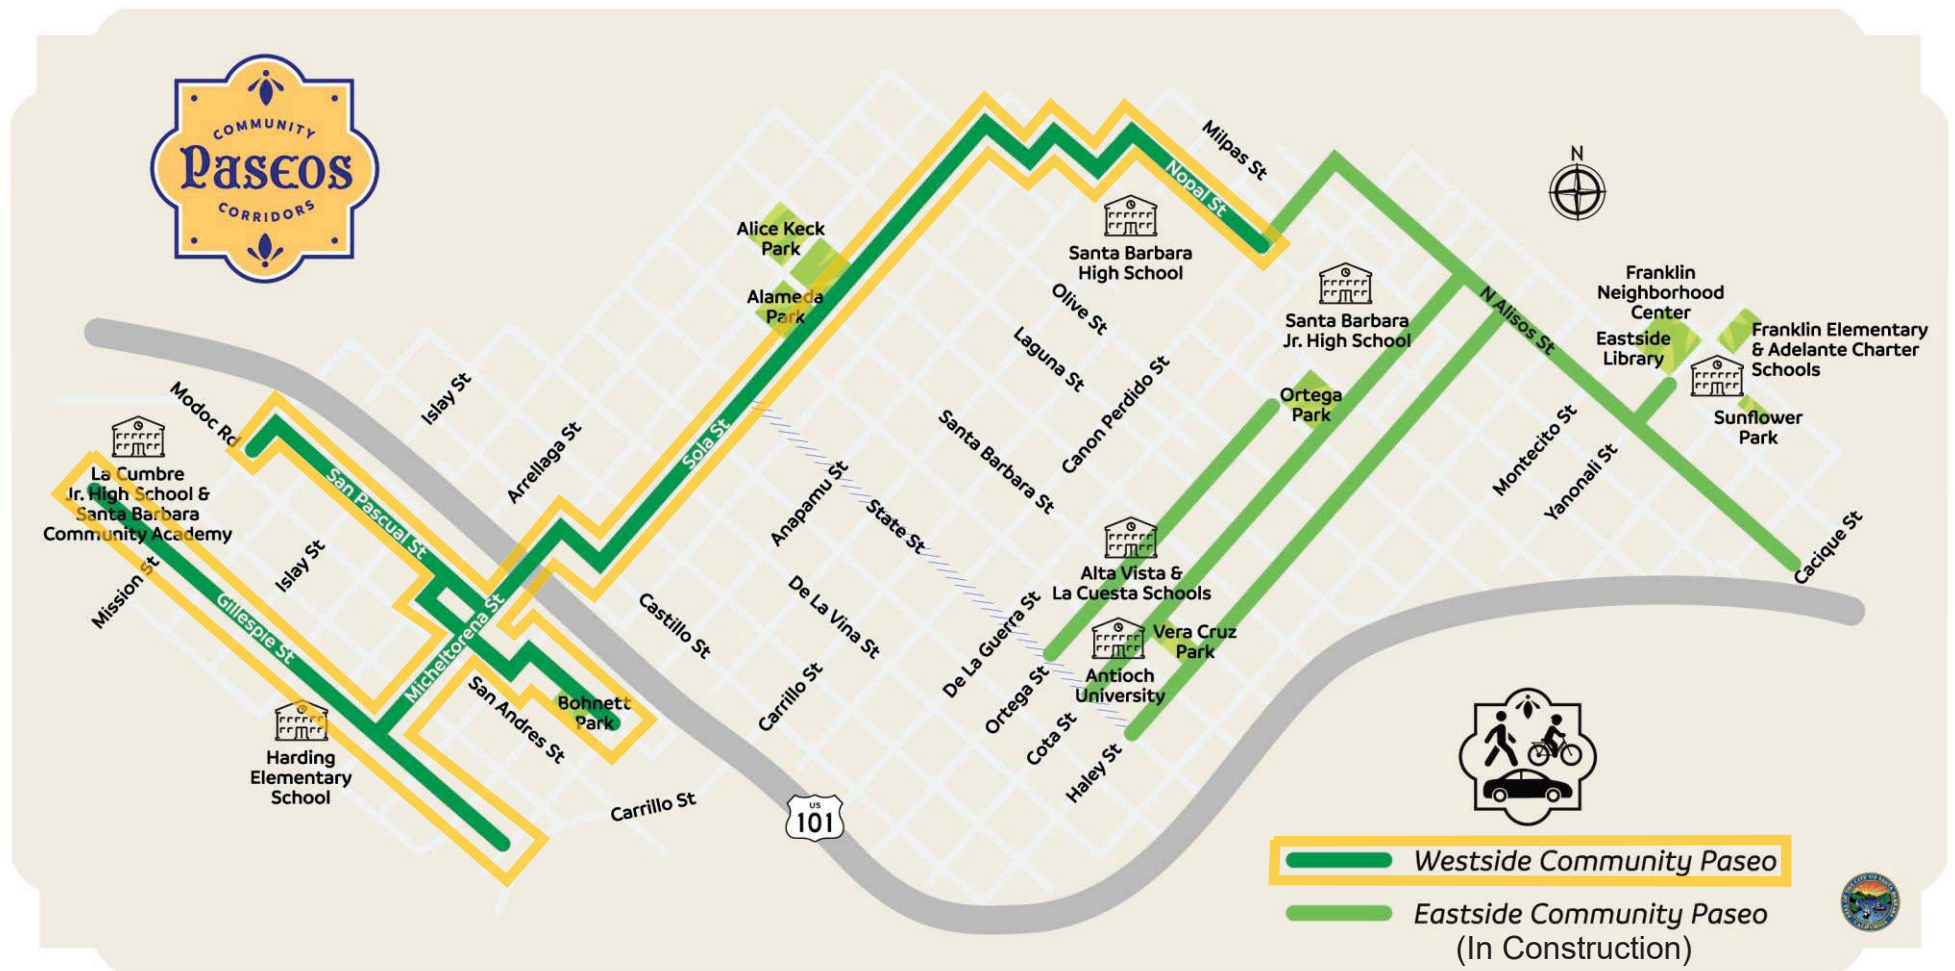 COMMUNITY
Paseos
CORRIDORS
Milpas St
N
Nopal St
Alice Keck
Park
Santa Barbara
High School
Alameda
Park
Olive St
Laguna St
Santa Barbara
Jr. High School
N Alisos St
Franklin
Neighborhood
Center
Eastside
Library
Franklin Elementary
& Adelante Charter
Schools
Sunflower
Park
Ortega
Park
Modoc Rd
Islay St
Arrellaga St
Sola St
Santa Barbara St
Canon Perdido St
Montecito St
Yanonali St
Cacique St
La Cumbre
Jr. High School &
Santa Barbara
Community Academy
San Pascual St
Anapamu St
State St
Mission St
Islay St
Gillespie St
Micheltorena St
Castillo St
De La Vina St
Alta Vista &
La Cuesta Schools
De La Guerra St
Vera Cruz
Park
Antioch
University
San Andres St
Bohnett
Park
Carrillo St
Ortega St
Cota St
Haley St
Harding
Elementary
School
Carrillo St
US
101
Westside Community Paseo
Eastside Community Paseo
(In Construction)